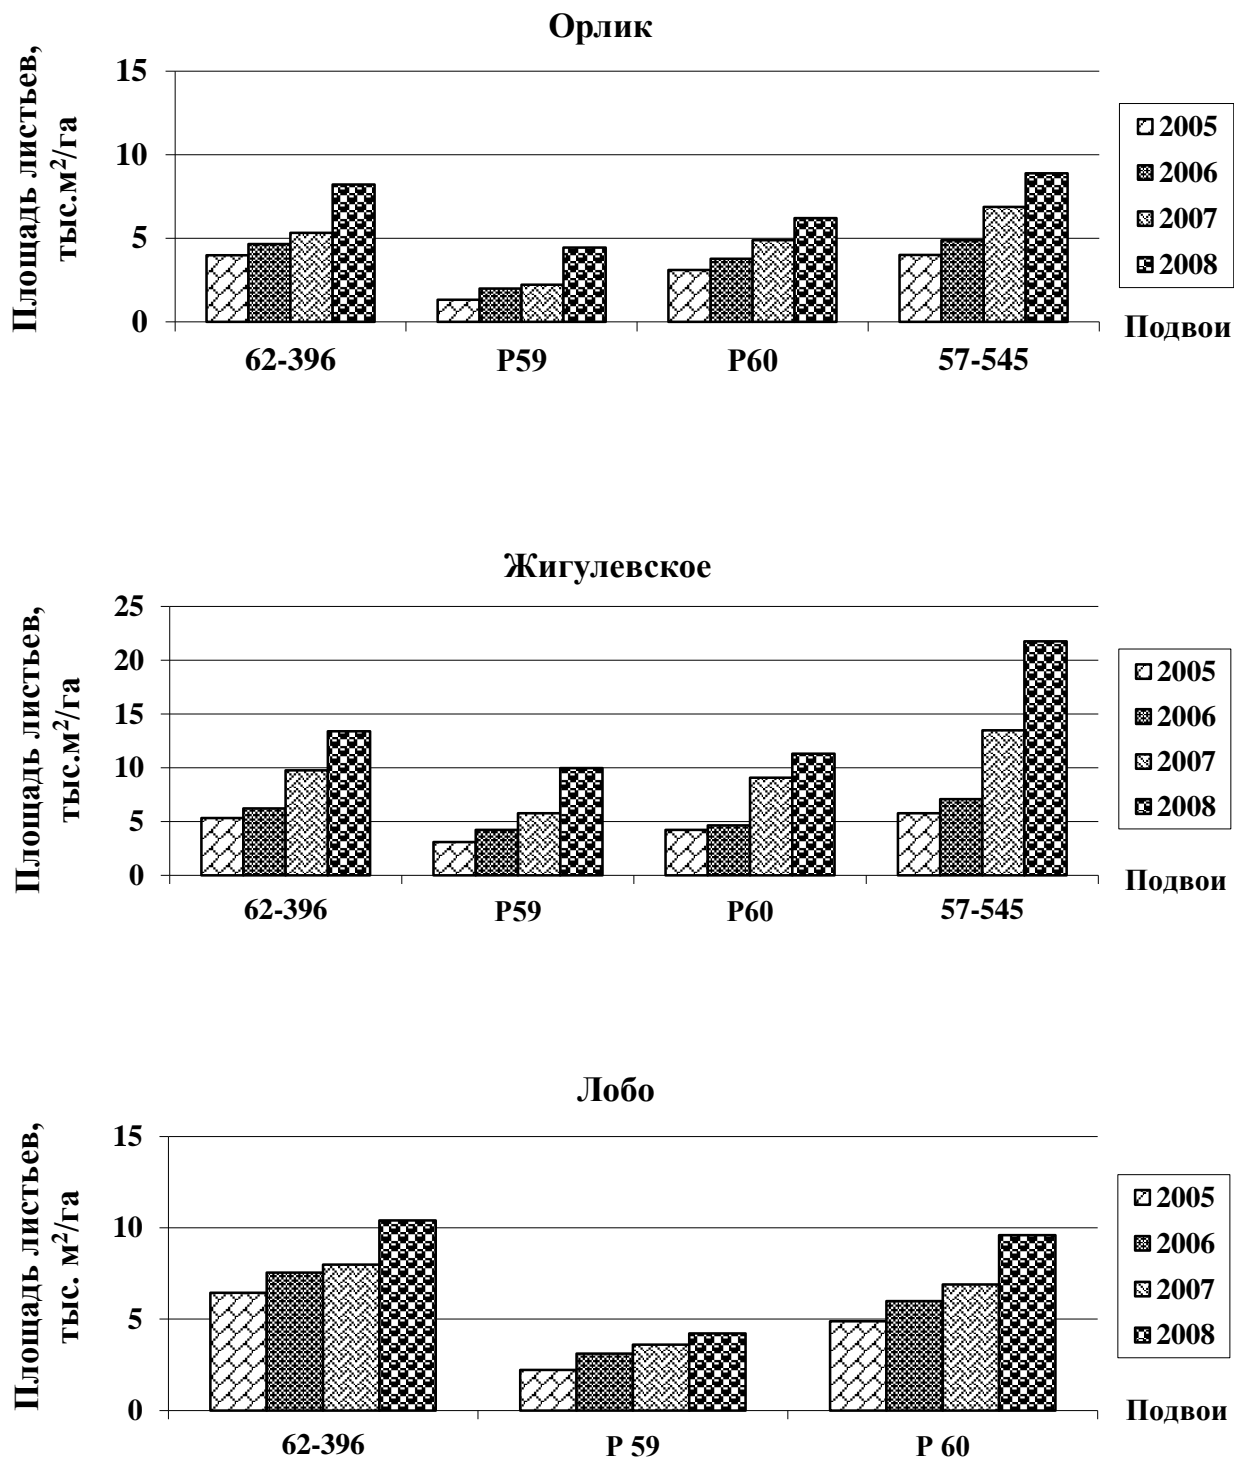 Орлик
Площадь листьев,
тыс.м²/га
15
10
5
0
62-396
Р59
Р60
57-545
Подвои
2005
2006
2007
2008
Жигулевское
Площадь листьев,
тыс.м²/га
25
20
15
10
5
0
62-396
Р59
Р60
57-545
Подвои
2005
2006
2007
2008
Лобо
Площадь листьев,
тыс. м²/га
15
10
5
0
62-396
Р 59
Р 60
Подвои
2005
2006
2007
2008